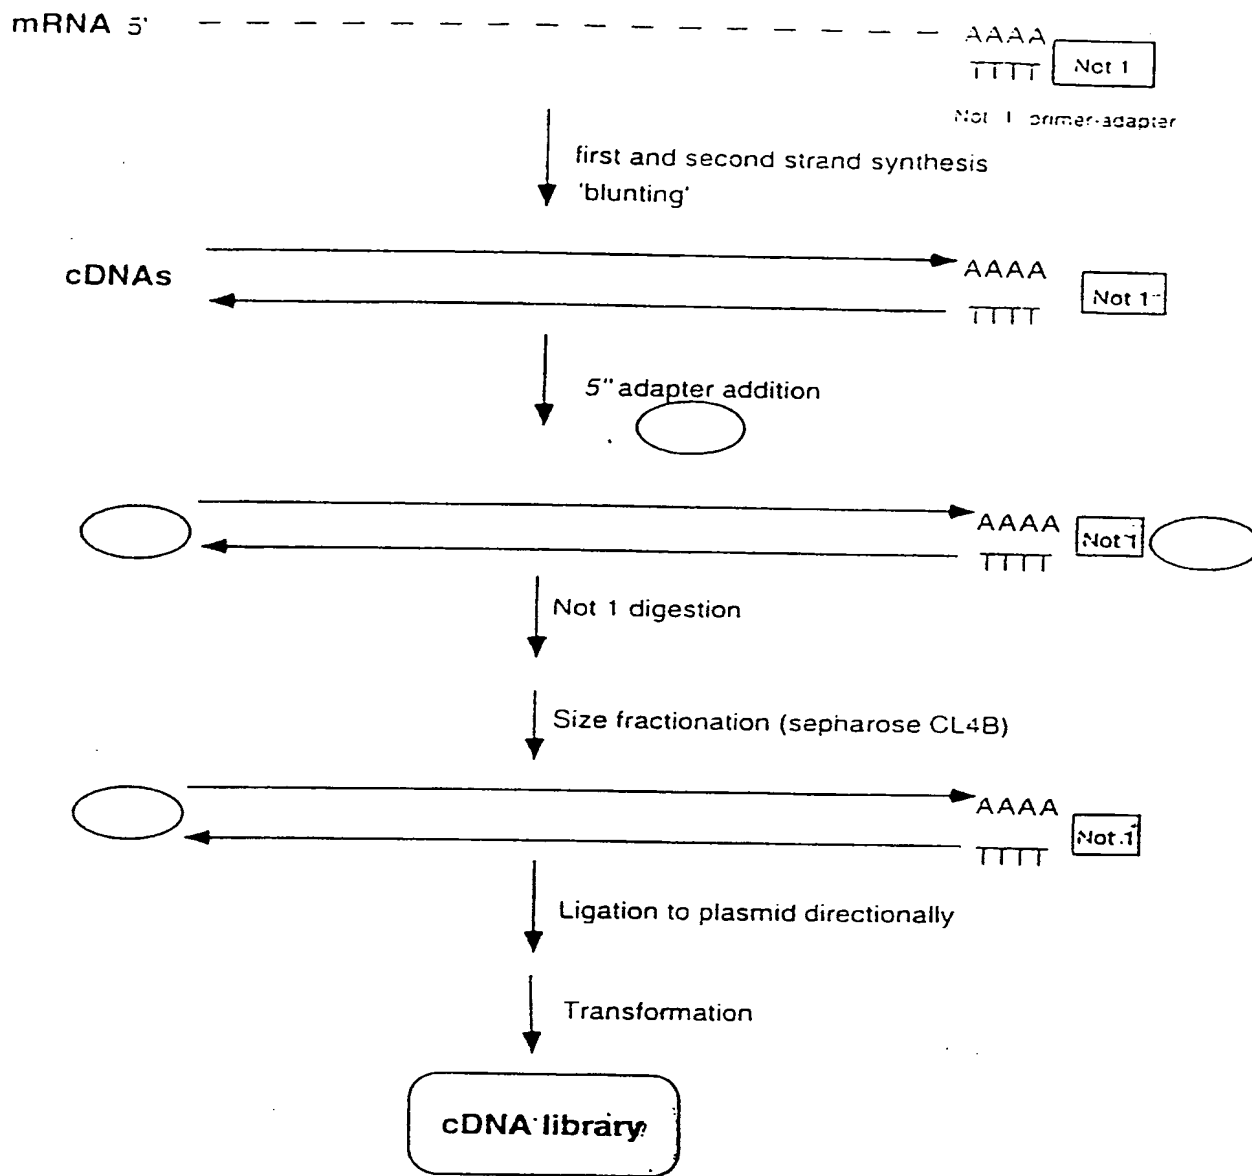 mRNA 5'
AAAA
TTTT Not 1
Not 1 primer-adapter
first and second strand synthesis
'blunting'
cDNAs
AAAA
TTTT Not 1
5" adapter addition
AAAA
TTTT Not 1
Not 1 digestion
Size fractionation (sepharose CL4B)
AAAA
TTTT Not.1
Ligation to plasmid directionally
Transformation
cDNA library